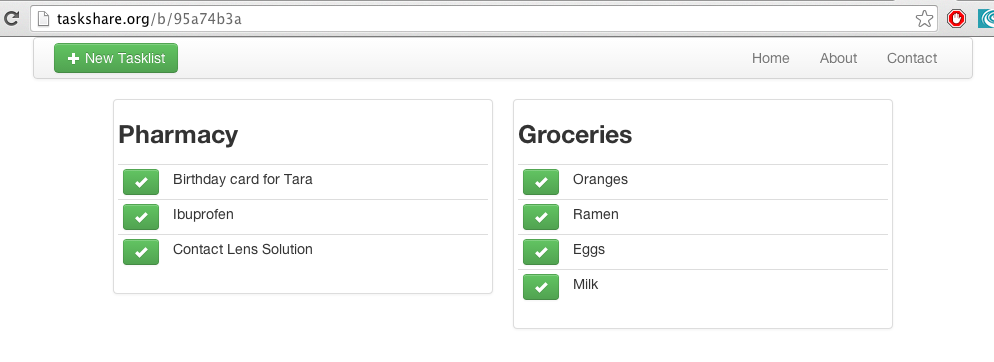 taskshare.org/b/95a74b3a
New Tasklist
Home About Contact
Pharmacy
Birthday card for Tara
Ibuprofen
Contact Lens Solution
Groceries
Oranges
Ramen
Eggs
Milk